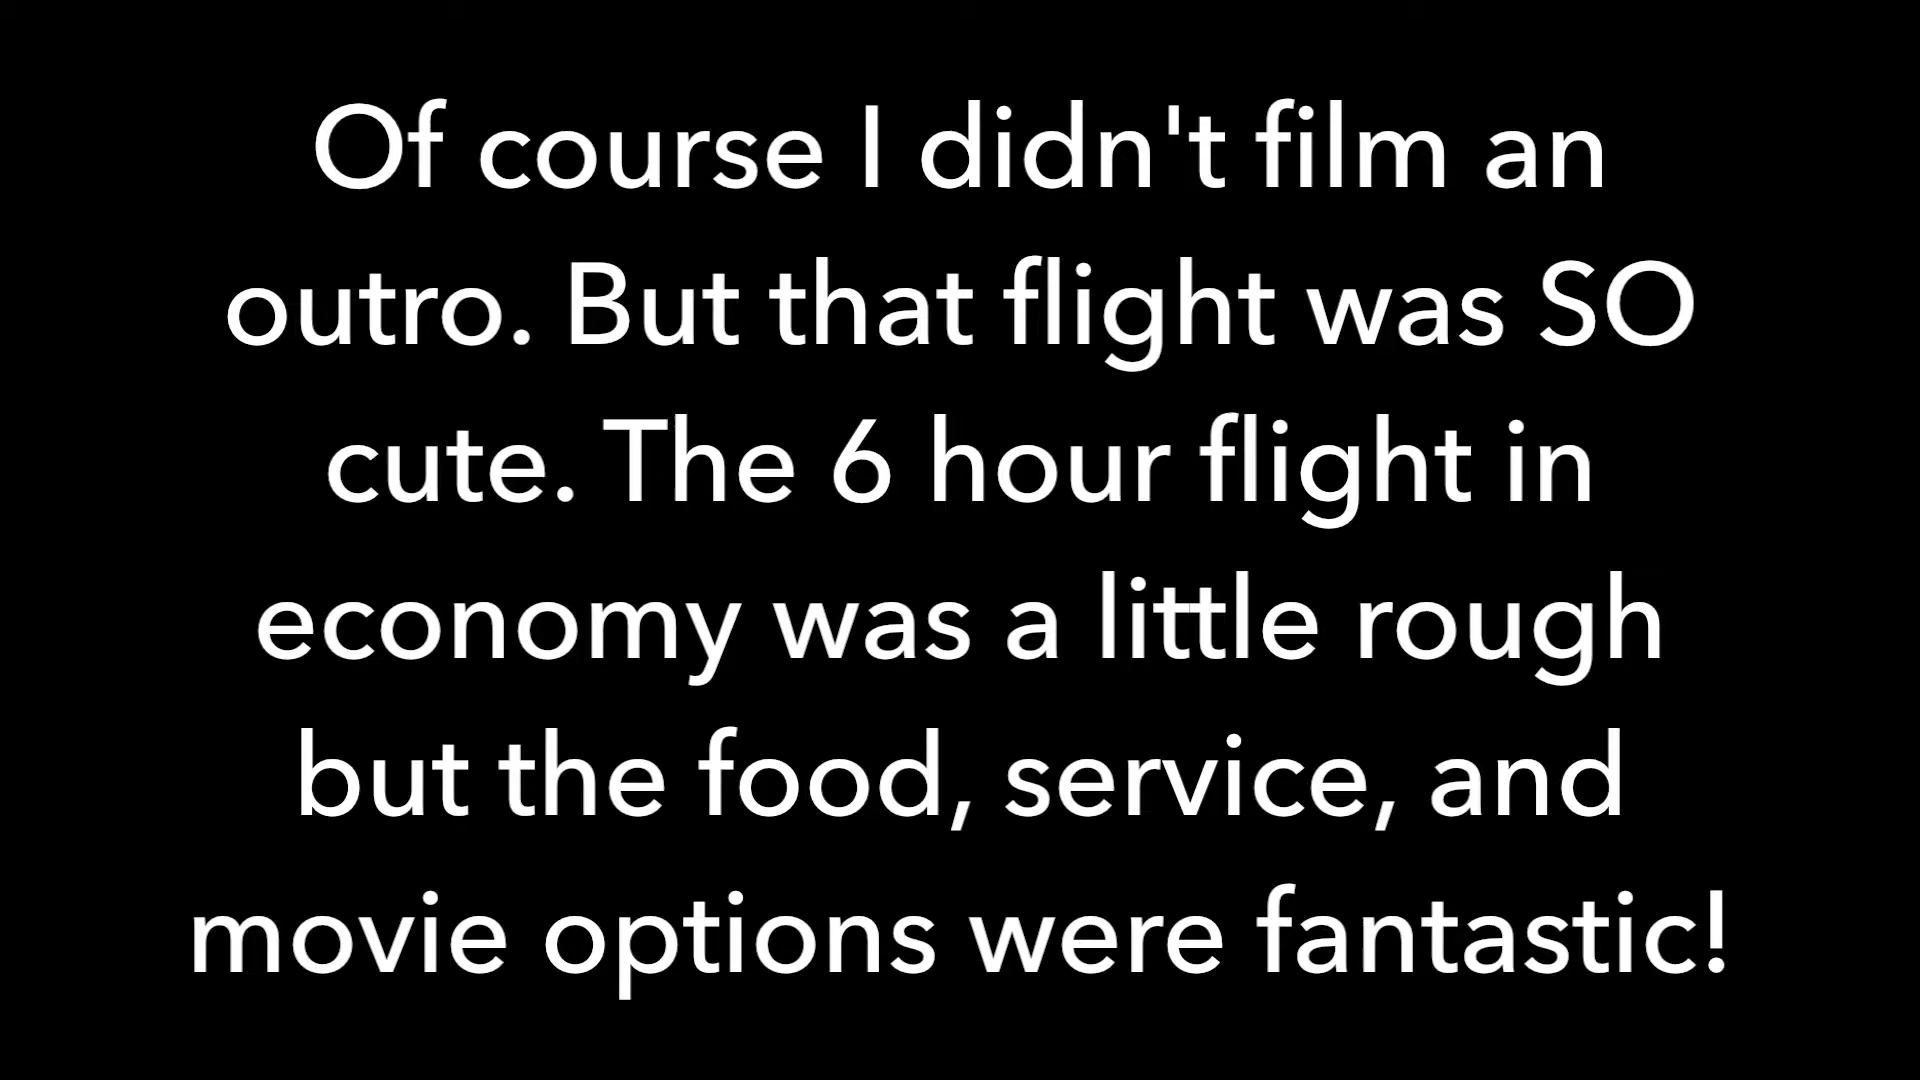 Of course I didn't film an
outro. But that flight was SO
cute. The 6 hour flight in
economy was a little rough
but the food, service, and
movie options were fantastic!